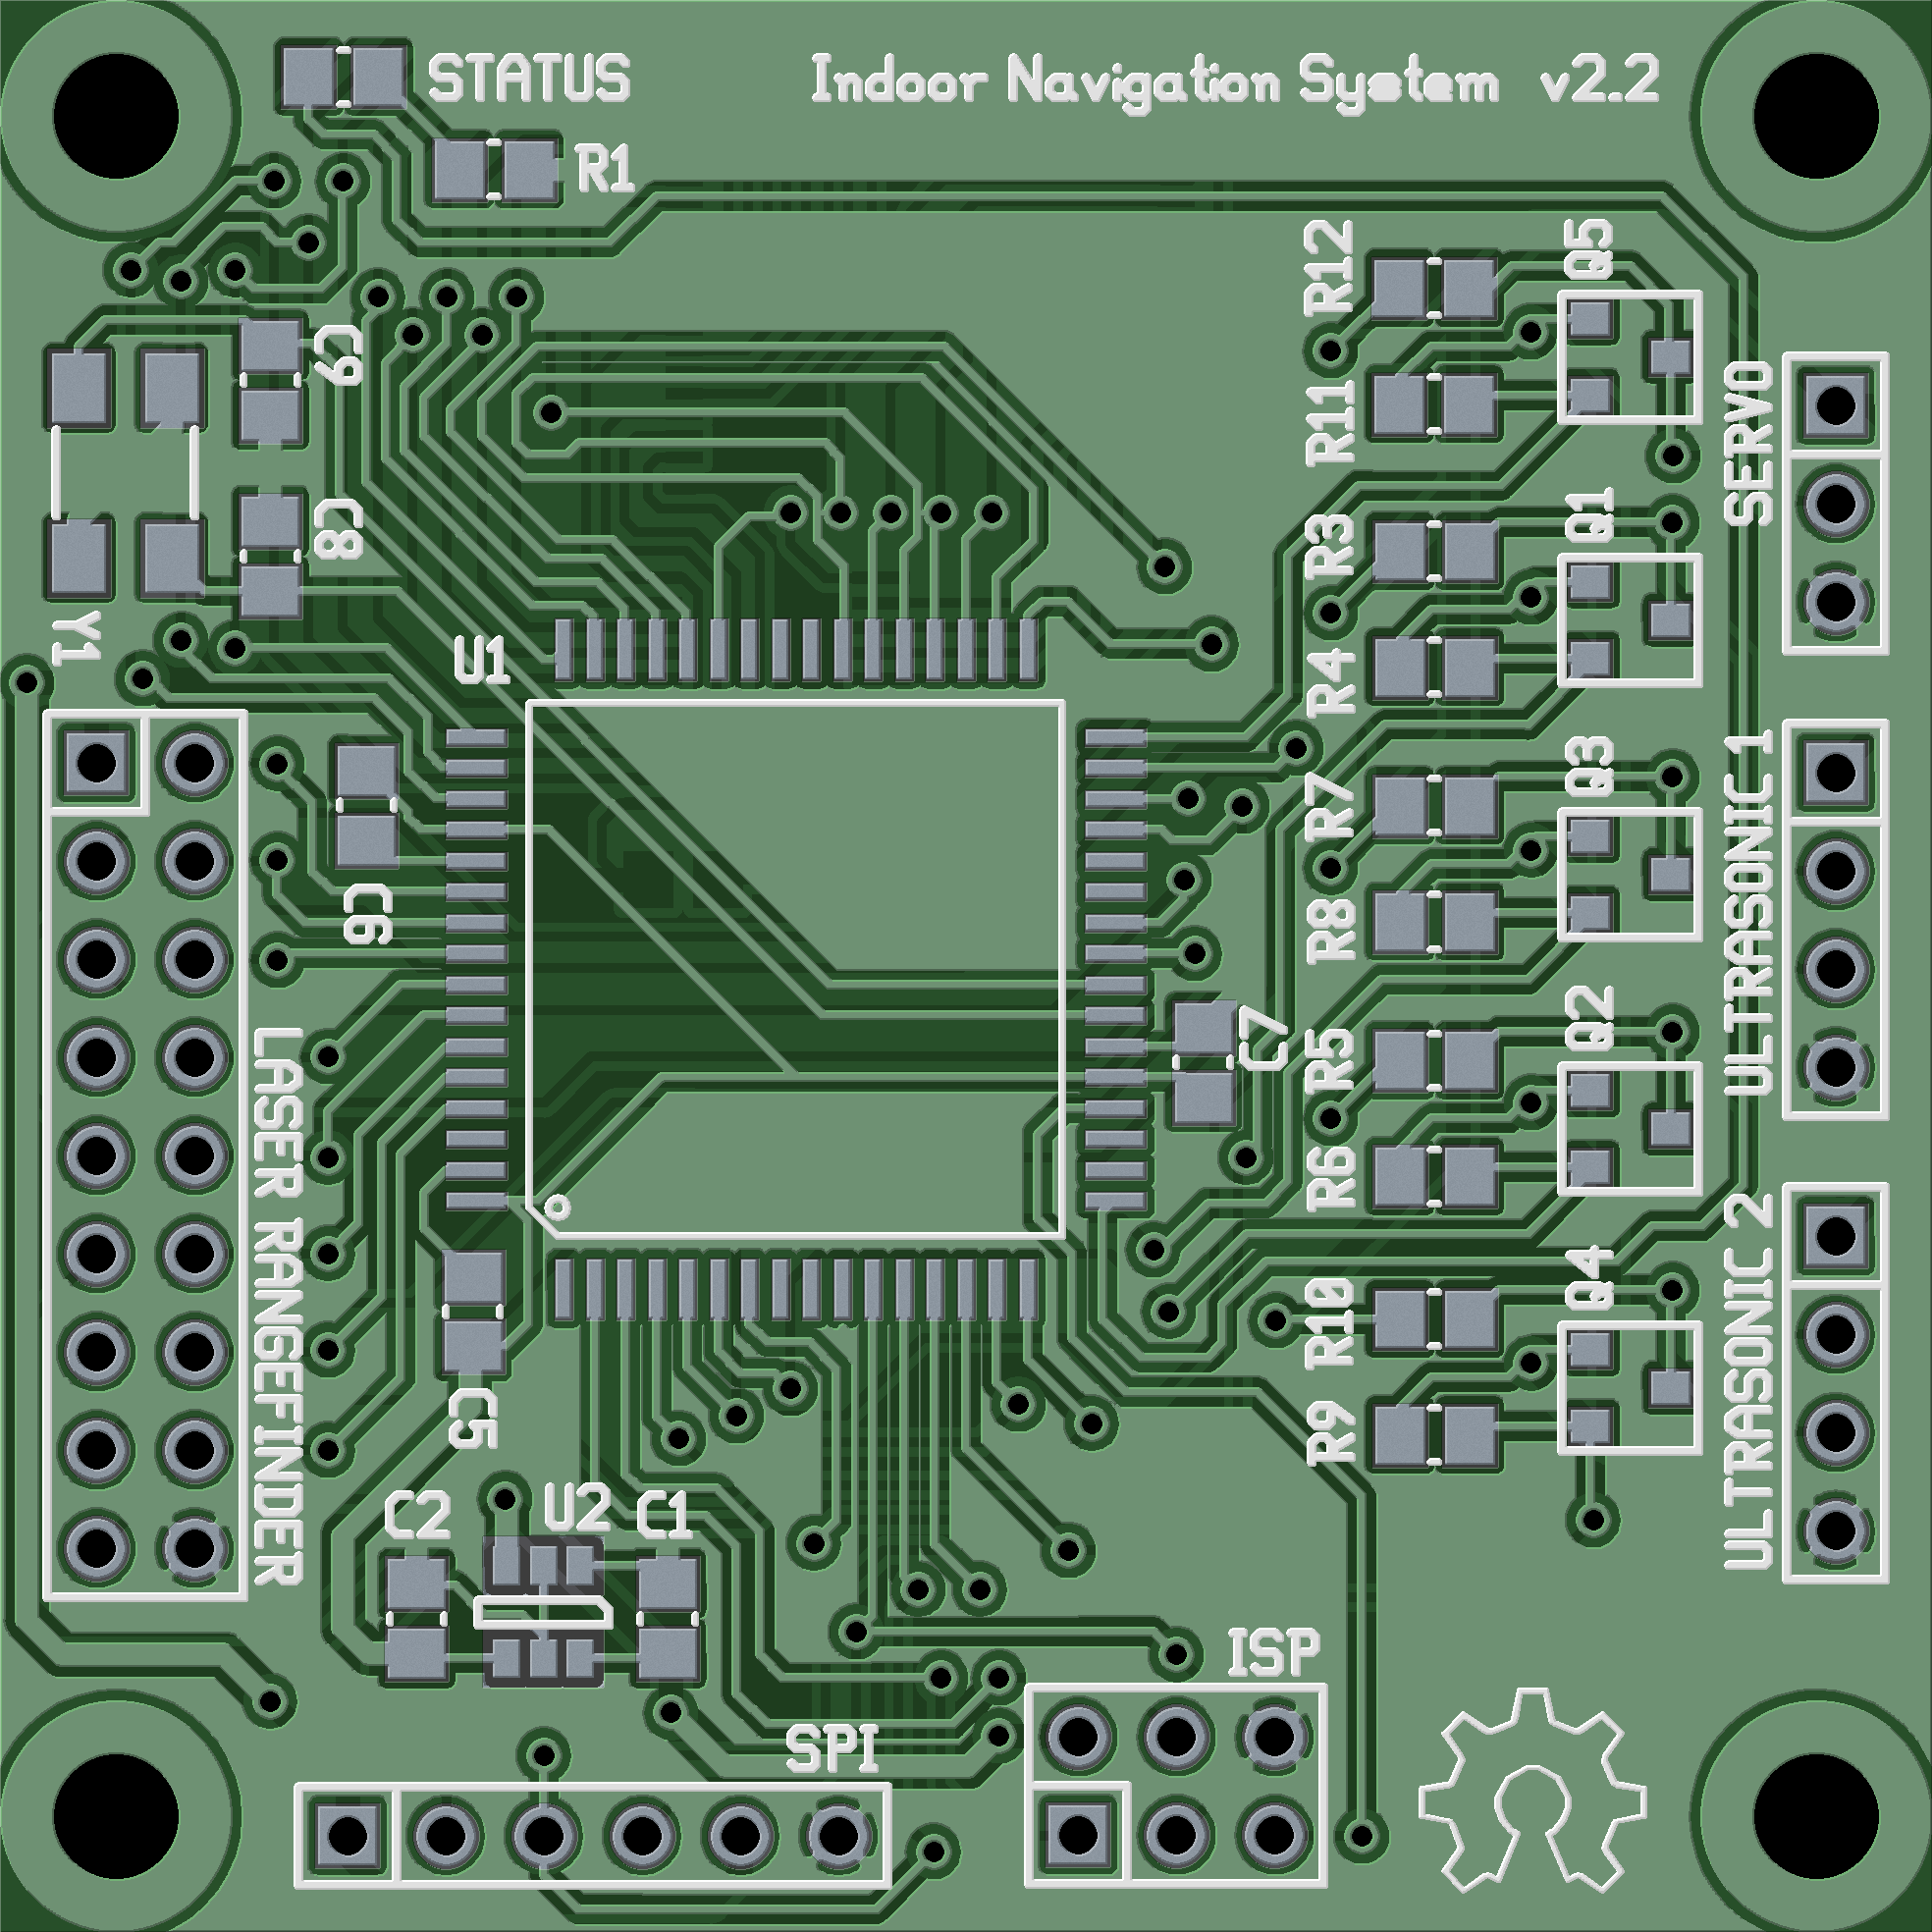 STATUS
Indoor Navigation System v2.2
R1
R12
Q5
C9
R11
SERVO
C8
R3
Q1
Y1
U1
R4
R7
Q3
ULTRASONIC 1
C6
R8
Q2
C7
R5
LASER RANGEFINDER
R6
ULTRASONIC 2
Q4
R10
C5
R9
C2
U2
C1
ISP
SPI